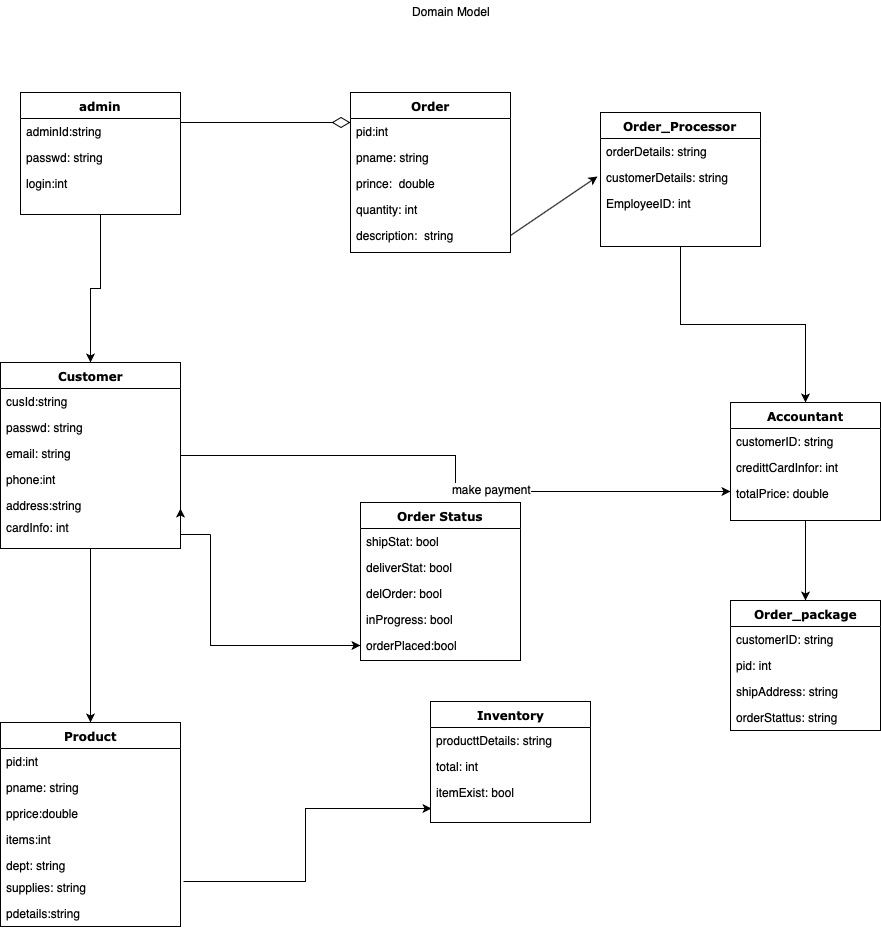 Domain Model
admin
adminId:string
passwd: string
login:int
Order
pid:int
pname: string
prince:  double
quantity: int
description:  string
Order_Processor
orderDetails: string
customerDetails: string
EmployeeID: int
Customer
cusId:string
passwd: string
email: string
phone:int
address:string
cardInfo: int
make payment
Accountant
customerID: string
credittCardInfor: int
totalPrice: double
Order Status
shipStat: bool
deliverStat: bool
delOrder: bool
inProgress: bool
orderPlaced:bool
Order_package
customerID: string
pid: int
shipAddress: string
orderStattus: string
Product
pid:int
pname: string
pprice:double
items:int
dept: string
supplies: string
pdetails:string
Inventory
producttDetails: string
total: int
itemExist: bool